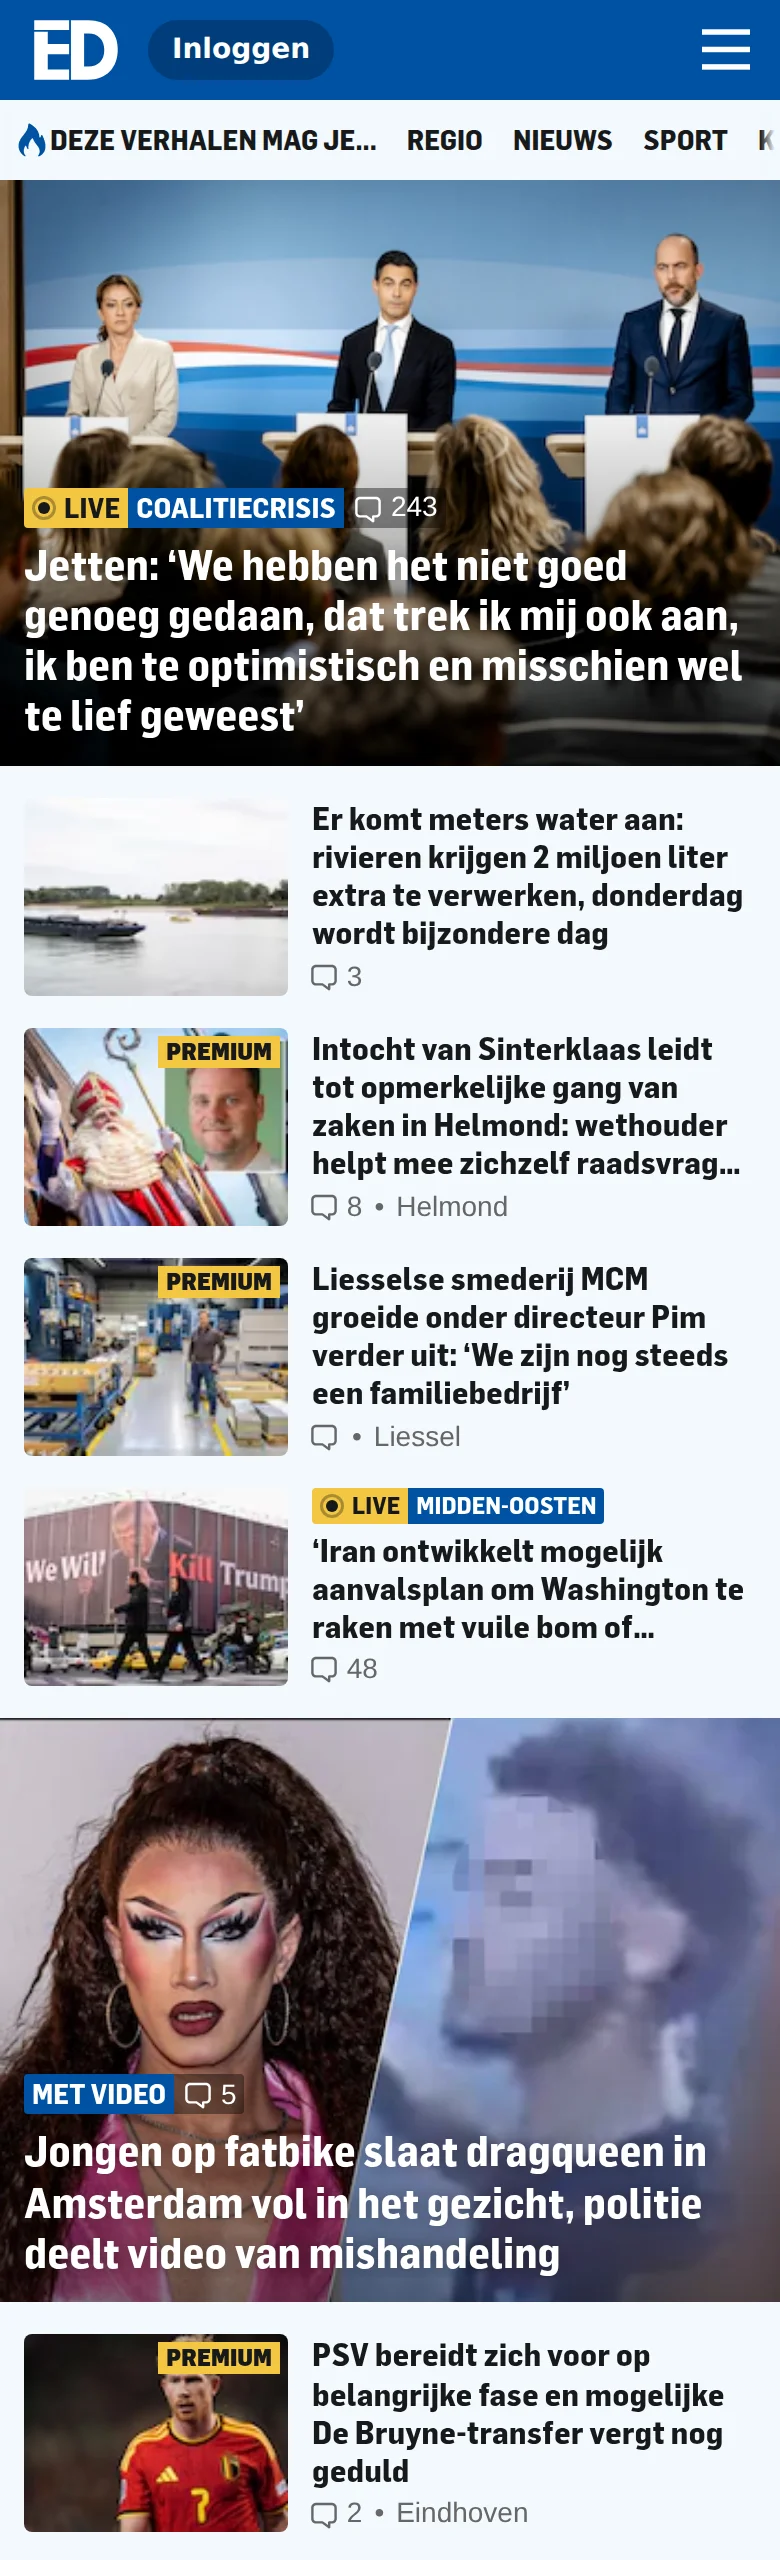 ED
Inloggen
DEZE VERHALEN MAG JE...
REGIO
NIEUWS
SPORT
LIVE COALITIECRISIS 243
Jetten: ‘We hebben het niet goed
genoeg gedaan, dat trek ik mij ook aan,
ik ben te optimistisch en misschien wel
te lief geweest’
Er komt meters water aan:
rivieren krijgen 2 miljoen liter
extra te verwerken, donderdag
wordt bijzondere dag
3
PREMIUM
Intocht van Sinterklaas leidt
tot opmerkelijke gang van
zaken in Helmond: wethouder
helpt mee zichzelf raadsvrag...
8 • Helmond
PREMIUM
Liesselse smederij MCM
groeide onder directeur Pim
verder uit: ‘We zijn nog steeds
een familiebedrijf’
• Liessel
We Will Kill Trump
LIVE MIDDEN-OOSTEN
‘Iran ontwikkelt mogelijk
aanvalsplan om Washington te
raken met vuile bom of...
48
MET VIDEO 5
Jongen op fatbike slaat dragqueen in
Amsterdam vol in het gezicht, politie
deelt video van mishandeling
PREMIUM
7
PSV bereidt zich voor op
belangrijke fase en mogelijke
De Bruyne-transfer vergt nog
geduld
2 • Eindhoven